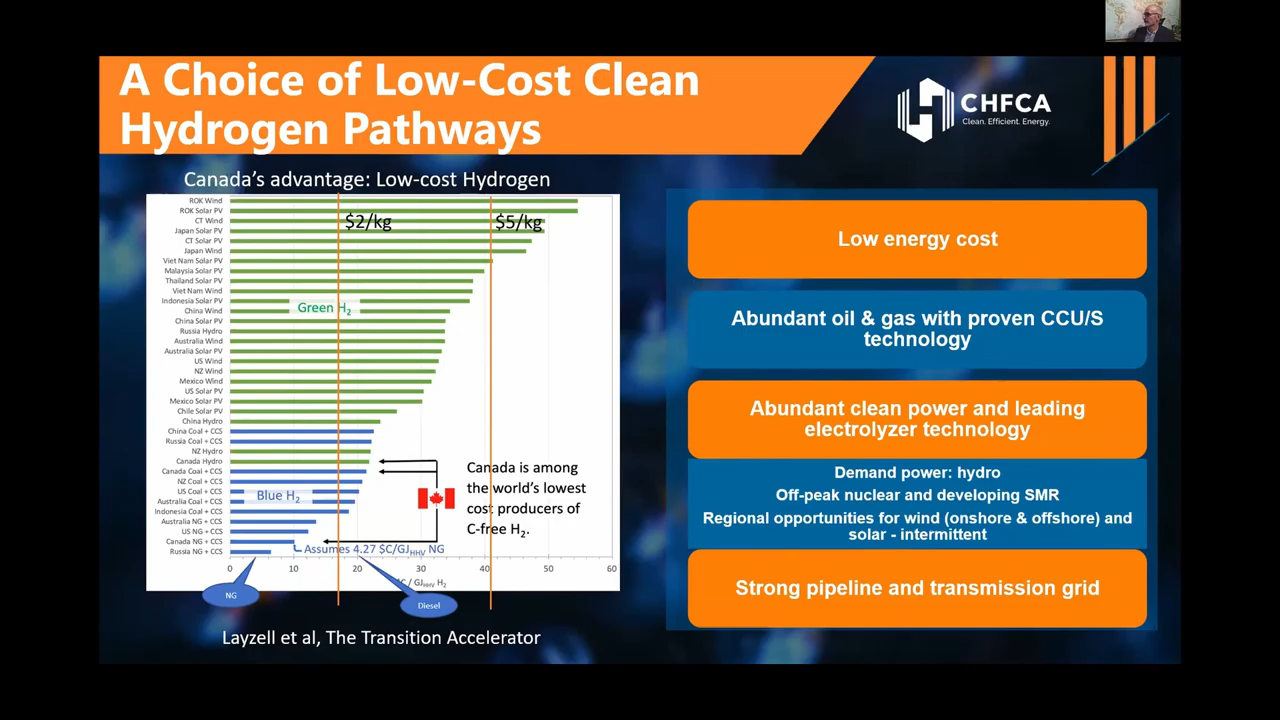 A Choice of Low-Cost Clean
Hydrogen Pathways
CHFCA
Clean. Efficient. Energy.
Canada's advantage: Low-cost Hydrogen
$2/kg
$5/kg
ROK Wind
ROK Solar PV
CT Wind
Japan Solar PV
CT Solar PV
Japan Wind
Viet Nam Solar PV
Malaysia Solar PV
Thailand Solar PV
Viet Nam Wind
Indonesia Solar PV
China Wind
China Solar PV
Russia Hydro
Australia Wind
Australia Solar PV
US Wind
NZ Wind
Mexico Wind
US Solar PV
Mexico Solar PV
Chile Solar PV
China Hydro
China Coal + CCS
Russia Coal + CCS
NZ Hydro
Canada Hydro
Canada Coal + CCS
NZ Coal + CCS
US Coal + CCS
Australia Coal + CCS
Indonesia Coal + CCS
Australia NG + CCS
US NG + CCS
Canada NG + CCS
Russia NG + CCS
Green H₂
Blue H₂
Canada is among
the world's lowest
cost producers of
C-free H₂.
Assumes 4.27 $C/GJHHV NG
0 10 20 30 40 50 60
/ GJHHV H₂
NG
Diesel
Layzell et al, The Transition Accelerator
Low energy cost
Abundant oil & gas with proven CCU/S
technology
Abundant clean power and leading
electrolyzer technology
Demand power: hydro
Off-peak nuclear and developing SMR
Regional opportunities for wind (onshore & offshore) and
solar - intermittent
Strong pipeline and transmission grid